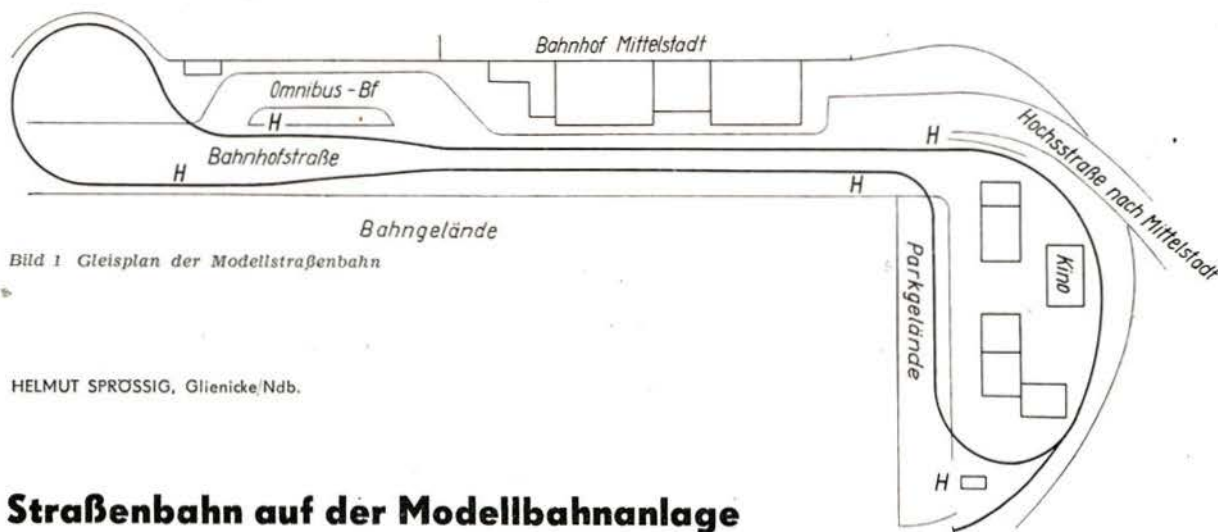 Bahnhof Mittelstadt
Omnibus-Bf
H
H
Bahnhofstraße
H
H
Hochsstraße nach Mittelstadt
Bahngelände
Kino
Parkgelände
Bild 1 Gleisplan der Modellstraßenbahn
HELMUT SPRÖSSIG, Glienicke/Ndb.
H
Straßenbahn auf der Modellbahnanlage